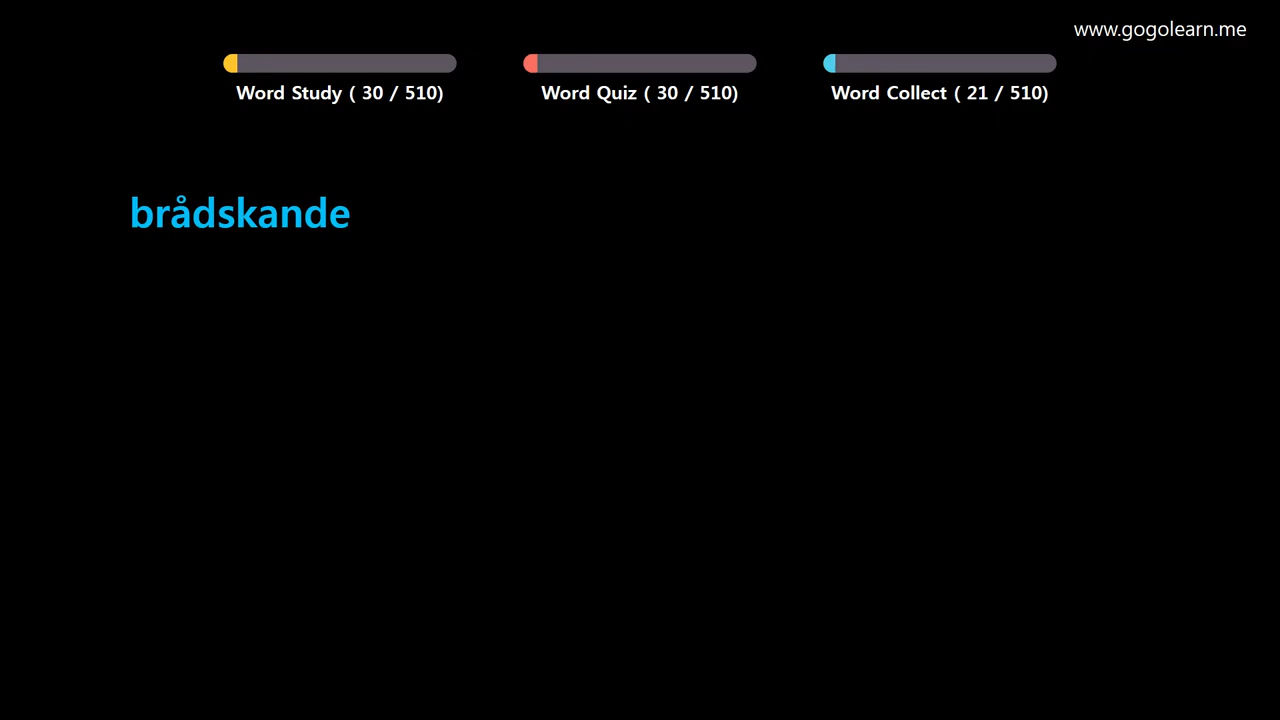 www.gogolearn.me
Word Study ( 30 / 510)
Word Quiz ( 30 / 510)
Word Collect ( 21 / 510)
brådskande